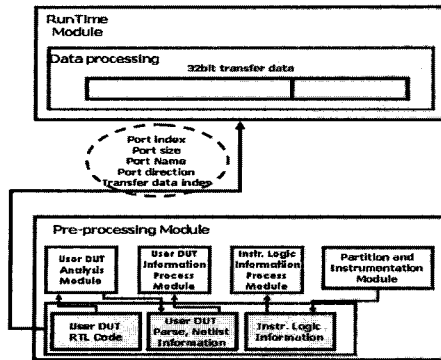 RunTime
Module
Data processing
32bit transfer data
Port index
Port size
Port Name
Port direction
Transfer data index
Pre-processing Module
User DUT
Analysis
Module
User DUT
Information
Process
Module
Instr. Logic
Information
Process
Module
Partition and
Instrumentation
Module
User DUT
RTL Code
User DUT
Parse, Netlist
Information
Instr. Logic
Information